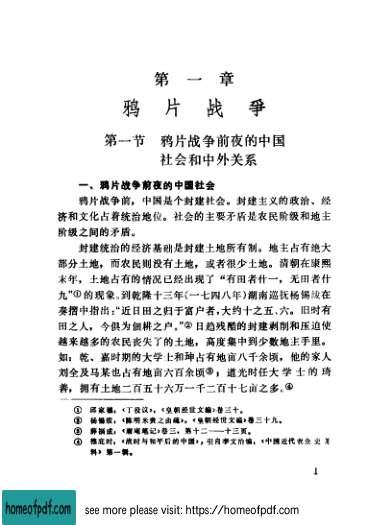 第一章
鸦片战爭
第一节 鸦片战争前夜的中国
社会和中外关系
一、鸦片战争前夜的中国社会
鸦片战争前，中国是个封建社会。封建主义的政治、经
济和文化占着统治地位。社会的主要矛盾是农民阶级和地主
阶级之间的矛盾。
封建统治的经济基础是封建土地所有制。地主占有绝大
部分土地，而农民则没有土地，或者很少土地。清朝在康熙
末年，土地占有的情况已经出现了“有田者什一，无田者什
九”①的现象。到乾隆十三年(一七四八年)湖南巡抚杨锡绂在
奏摺中指出：“近日田之归于富户者，大约十之五、六。旧时有
田之人，今俱为佃耕之户。”②日趋残酷的封建剥削和压迫使
越来越多的农民丧失了的土地，高度集中到少数地主手里。
如：乾、嘉时期的大学士和珅占有地亩八千余顷，他的家人
刘全及马某也占有地亩六百余顷③；道光时任大学士的琦
善，拥有土地二百五十六万一千二百十七亩之多。④
① 邱家穗：《丁役议》，《皇朝经世文编》卷三十。
② 杨锡绂：《陈明米贵之由疏》，《皇朝经世文编》卷三十九。
③ 薛福成：《庸庵笔记》卷三，第十二——十三页。
④ 德庇时：《战时与和平后的中国》，引自李文治编：《中国近代农业史资
料》第一辑。
1
homeofpdf.com
see more please visit: https://homeofpdf.com